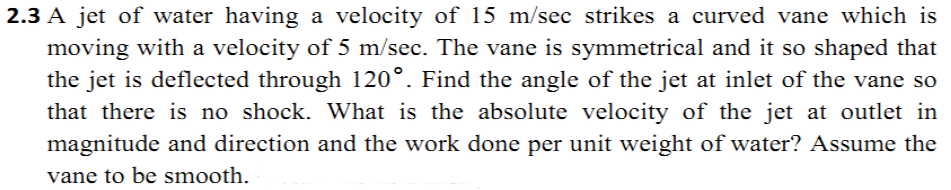 2.3 A jet of water having a velocity of 15 m/sec strikes a curved vane which is
moving with a velocity of 5 m/sec. The vane is symmetrical and it so shaped that
the jet is deflected through 120°. Find the angle of the jet at inlet of the vane so
that there is no shock. What is the absolute velocity of the jet at outlet in
magnitude and direction and the work done per unit weight of water? Assume the
vane to be smooth.